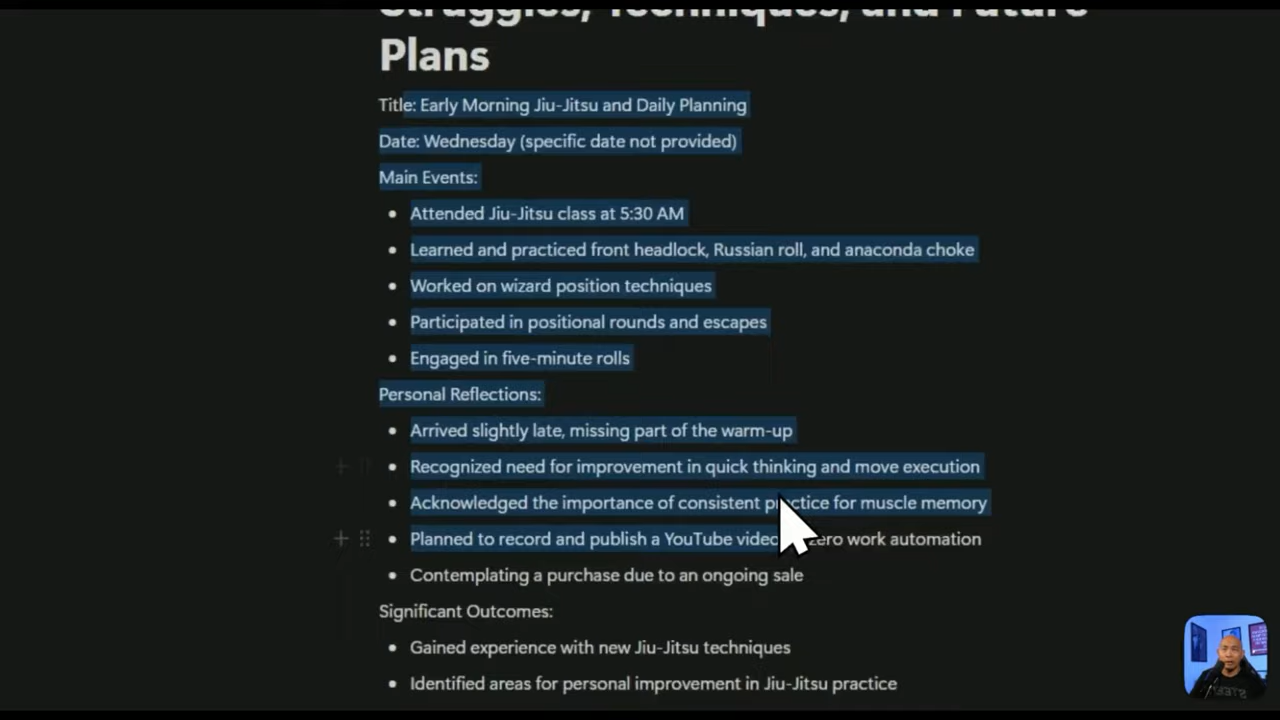 Struggles, Techniques, and Future
Plans
Title: Early Morning Jiu-Jitsu and Daily Planning
Date: Wednesday (specific date not provided)
Main Events:
Attended Jiu-Jitsu class at 5:30 AM
Learned and practiced front headlock, Russian roll, and anaconda choke
Worked on wizard position techniques
Participated in positional rounds and escapes
Engaged in five-minute rolls
Personal Reflections:
Arrived slightly late, missing part of the warm-up
Recognized need for improvement in quick thinking and move execution
Acknowledged the importance of consistent practice for muscle memory
Planned to record and publish a YouTube video zero work automation
Contemplating a purchase due to an ongoing sale
Significant Outcomes:
Gained experience with new Jiu-Jitsu techniques
Identified areas for personal improvement in Jiu-Jitsu practice